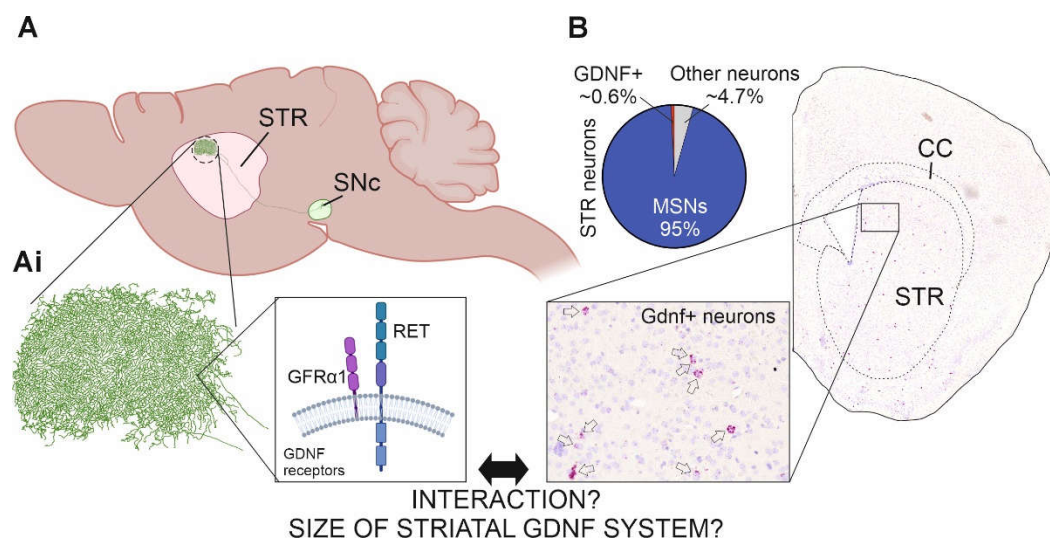 A
STR
SNc
Ai
GFRα1
RET
GDNF
receptors
B
GDNF+
~0.6%
Other neurons
~4.7%
STR neurons
MSNs
95%
CC
STR
Gdnf+ neurons
INTERACTION?
SIZE OF STRIATAL GDNF SYSTEM?